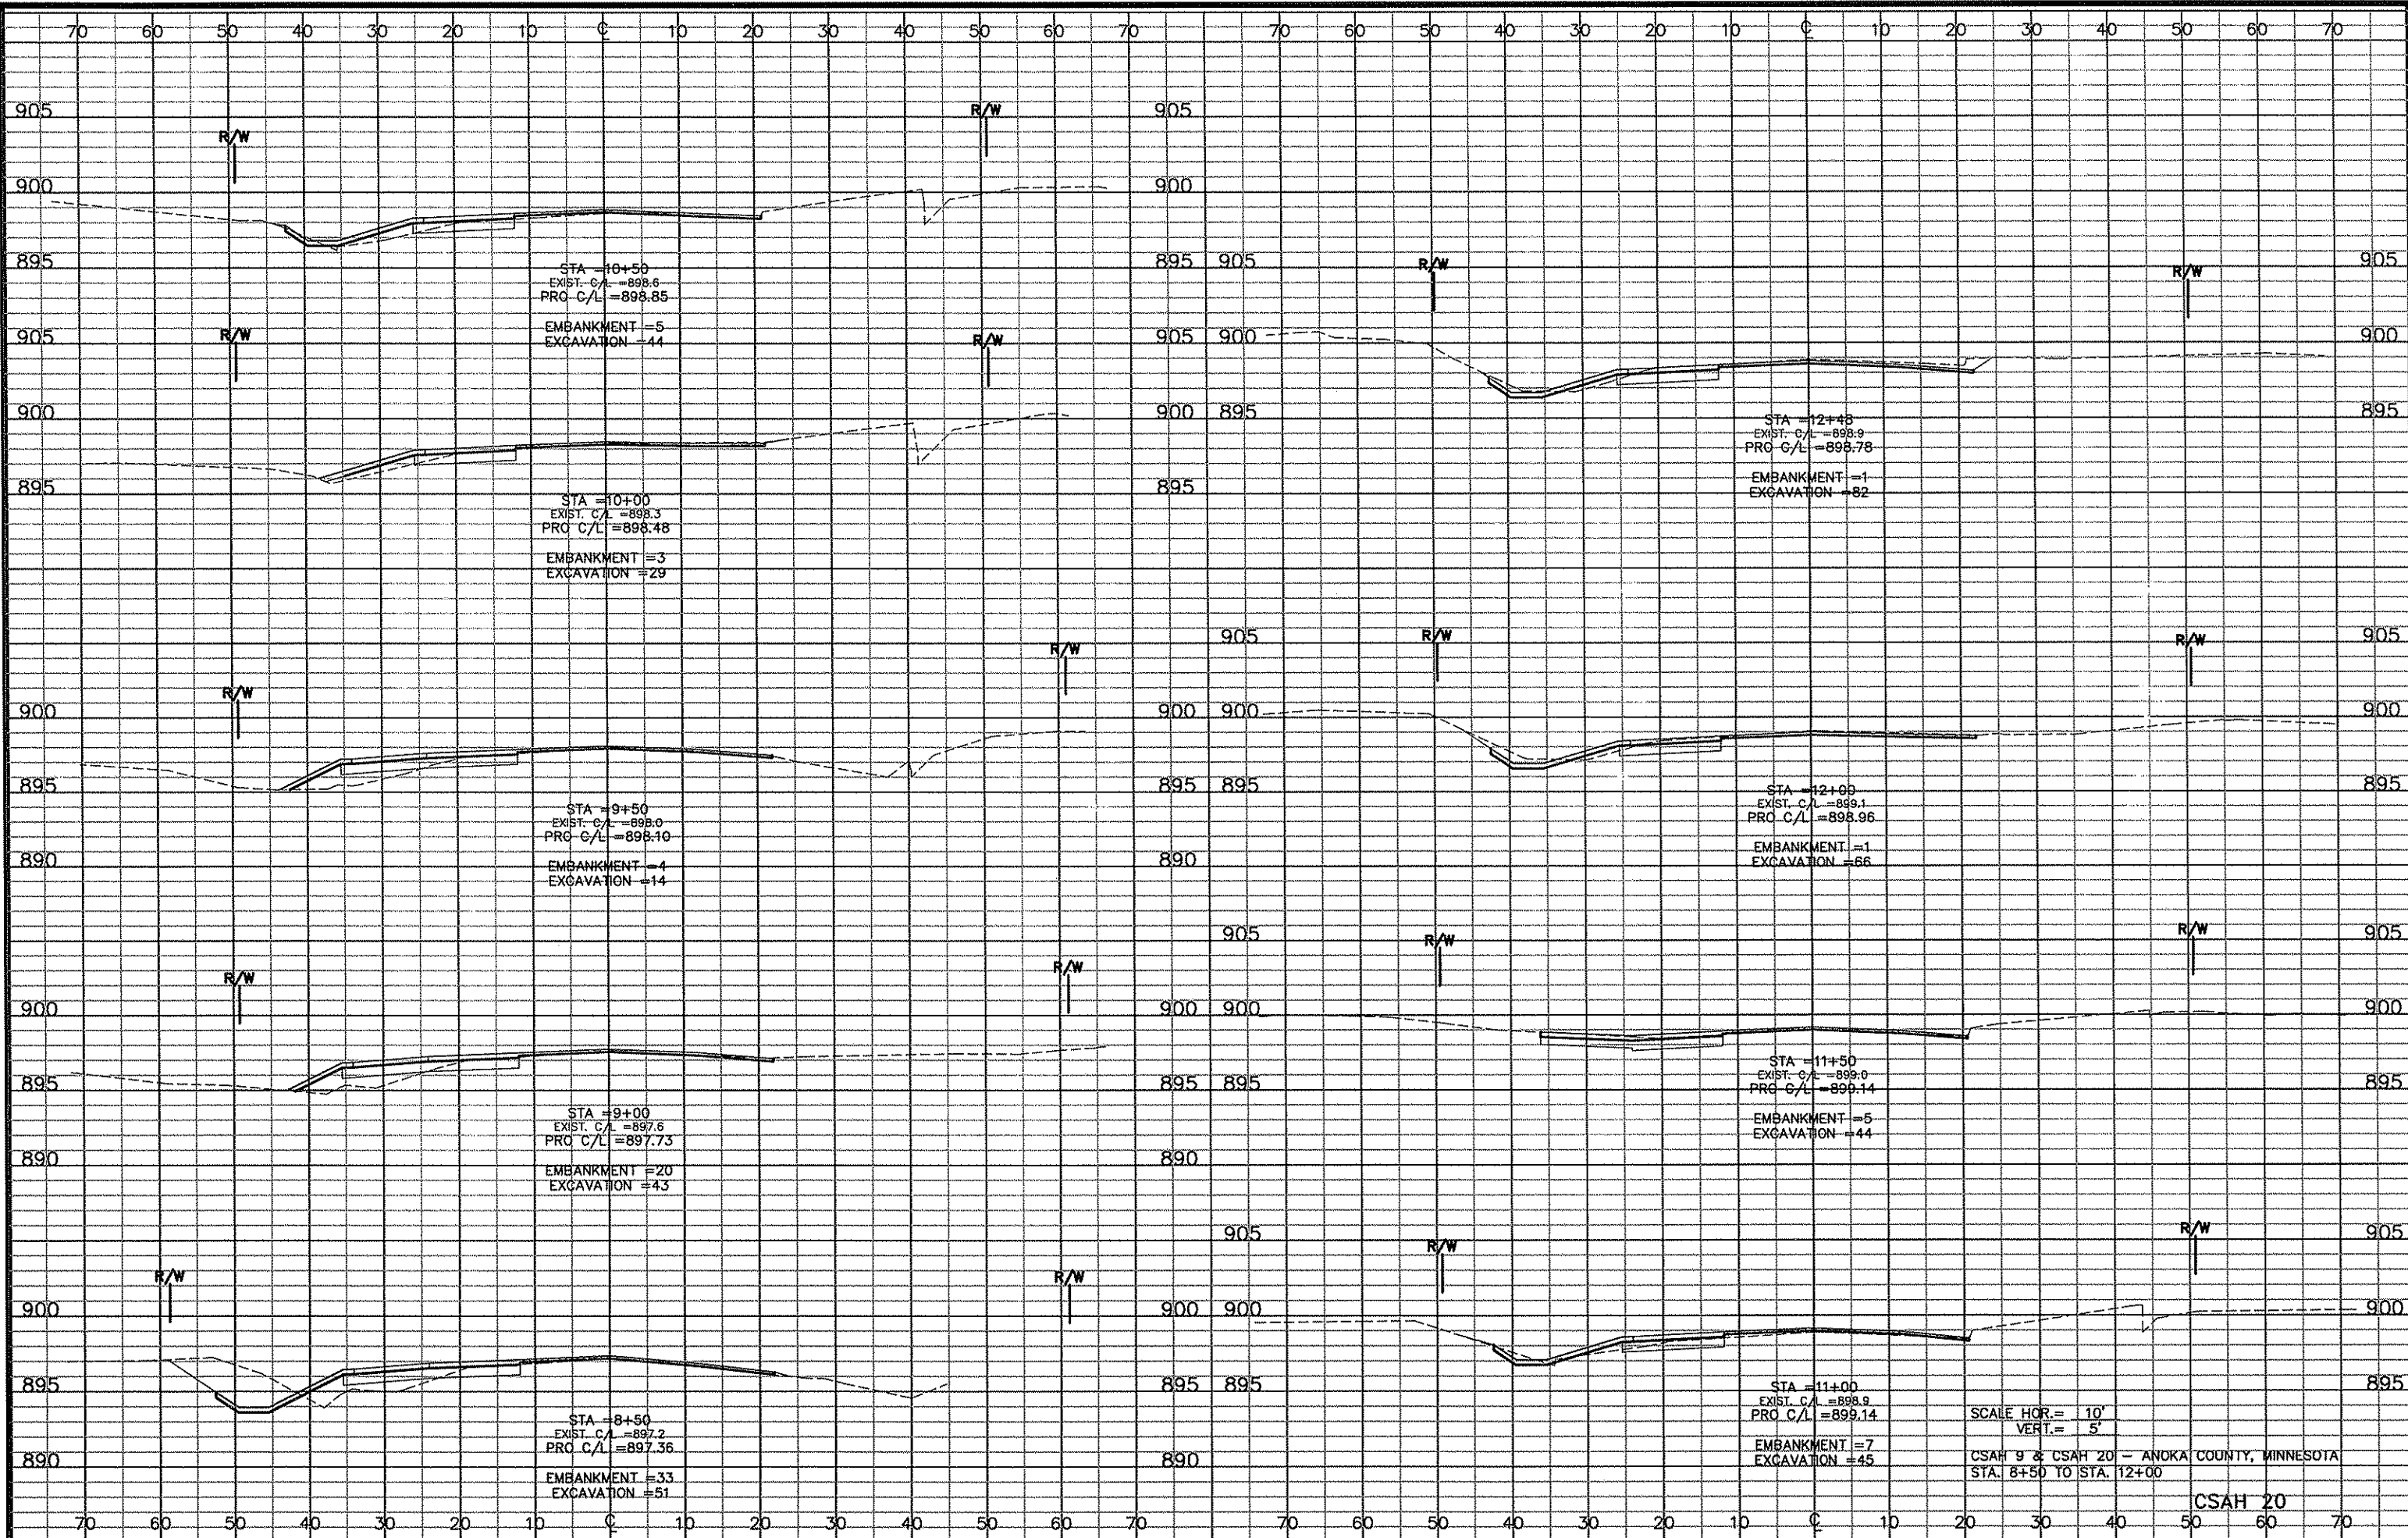 70 60 50 40 30 20 10 C̲L̲ 10 20 30 40 50 60 70 70 60 50 40 30 20 10 C̲L̲ 10 20 30 40 50 60 70
905 905
R/W R/W
900 900 900
895 895
STA =10+50
EXIST. C/L =898.6
PRO C/L =898.85
EMBANKMENT =5
EXCAVATION =44
905 905
R/W R/W
900 900
895 895
STA =10+00
EXIST. C/L =898.3
PRO C/L =898.48
EMBANKMENT =3
EXCAVATION =29
R/W R/W
900 900
895 895
STA =9+50
EXIST. C/L =898.0
PRO C/L =898.10
890 890
EMBANKMENT =4
EXCAVATION =14
R/W R/W
900 900
895 895
STA =9+00
EXIST. C/L =897.6
PRO C/L =897.73
890 890
EMBANKMENT =20
EXCAVATION =43
R/W R/W
900 900
895 895
STA =8+50
EXIST. C/L =897.2
PRO C/L =897.36
890 890
EMBANKMENT =33
EXCAVATION =51
905 905
R/W R/W
900 900
895 895
STA =12+48
EXIST. C/L =898.9
PRO C/L =898.78
EMBANKMENT =1
EXCAVATION =82
905 905
R/W R/W
900 900
895 895
STA =12+00
EXIST. C/L =899.1
PRO C/L =898.96
EMBANKMENT =1
EXCAVATION =66
905 905
R/W R/W
900 900
895 895
STA =11+50
EXIST. C/L =899.0
PRO C/L =899.14
EMBANKMENT =5
EXCAVATION =44
905 905
R/W R/W
900 900
895 895
STA =11+00
EXIST. C/L =898.9
PRO C/L =899.14
EMBANKMENT =7
EXCAVATION =45
SCALE HOR.= 10'
VERT.= 5'
CSAH 9 & CSAH 20 – ANOKA COUNTY, MINNESOTA
STA. 8+50 TO STA. 12+00
CSAH 20
70 60 50 40 30 20 10 C̲L̲ 10 20 30 40 50 60 70 70 60 50 40 30 20 10 C̲L̲ 10 20 30 40 50 60 70